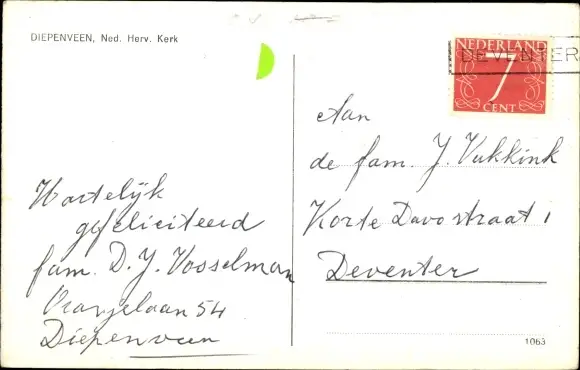 DIEPENVEEN, Ned. Herv. Kerk
NEDERLAND
7
CENT
DEVENTER
Hartelijk
gefeliciteerd
fam. D. J. Vosselman
54
Diepenveen
Aan
de fam. J. Vukkink
Korte Davostraat 1
Deventer
1063